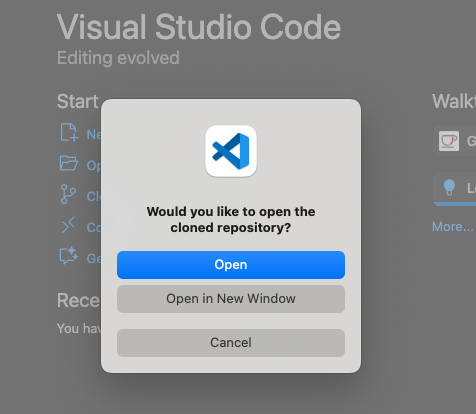 Visual Studio Code
Editing evolved
Start
Walkt
Ne
Op
Cl
Co
Ge
G
Le
More...
Would you like to open the
cloned repository?
Open
Open in New Window
Cancel
Rece
You hav